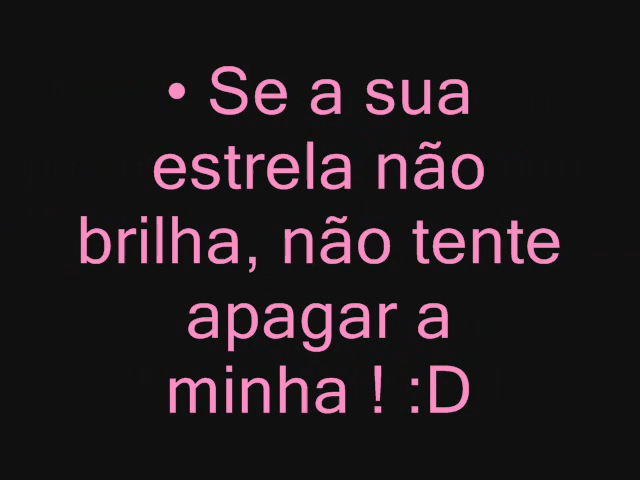 • Se a sua
estrela não
brilha, não tente
apagar a
minha ! :D